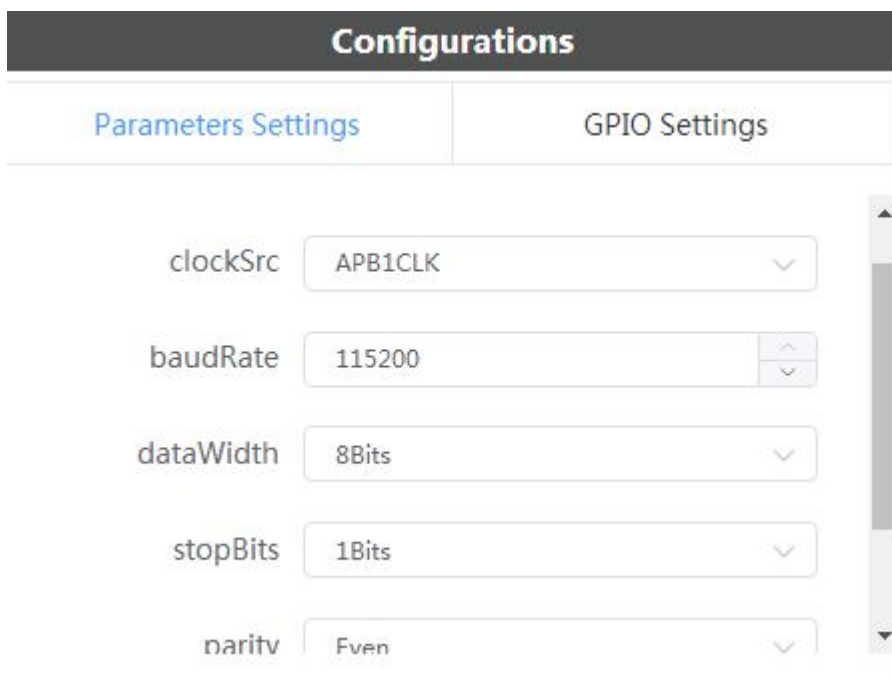 Configurations
Parameters Settings GPIO Settings
clockSrc APB1CLK
baudRate 115200
dataWidth 8Bits
stopBits 1Bits
parity Even